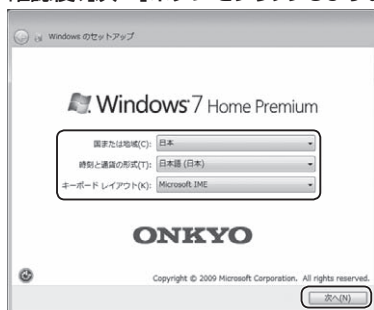 Windows のセットアップ
Windows 7 Home Premium
国または地域(C): 日本
時刻と通貨の形式(T): 日本語 (日本)
キーボード レイアウト(K): Microsoft IME
ONKYO
Copyright © 2009 Microsoft Corporation. All rights reserved.
次へ(N)